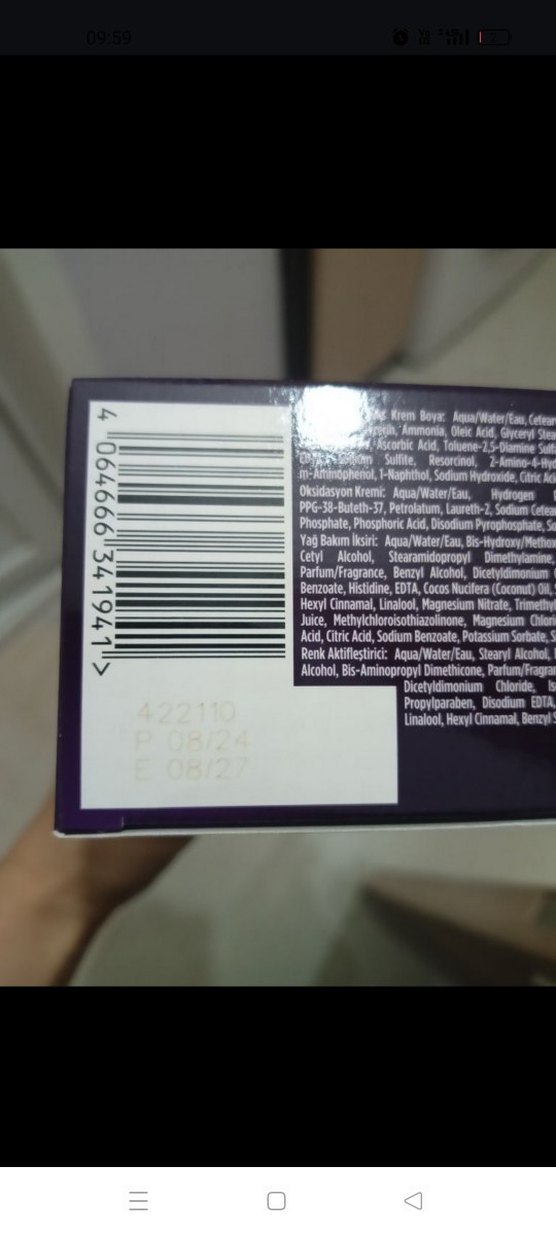 09:59
4 064666 341941 >
Krem Boya: Aqua/Water/Eau,
Ammonia, Oleic Acid, Glyceryl
Ascorbic Acid, Toluene-2,5-Diamine
Sulfite, Resorcinol, 2-Amino-4-
m-Aminophenol, 1-Naphthol, Sodium Hydroxide, Citric
Oksidasyon Kremi: Aqua/Water/Eau, Hydrogen
PPG-38-Buteth-37, Petrolatum, Laureth-2, Sodium
Phosphate, Phosphoric Acid, Disodium Pyrophosphate,
Yağ Bakım İksiri: Aqua/Water/Eau,
Cetyl Alcohol, Stearamidopropyl Dimethylamine,
Parfum/Fragrance, Benzyl Alcohol, Dicetyldimonium
Benzoate, Histidine, EDTA, Cocos Nucifera (Coconut) Oil,
Hexyl Cinnamal, Linalool, Magnesium Nitrate,
Juice, Methylchloroisothiazolinone, Magnesium
Acid, Citric Acid, Sodium Benzoate, Potassium Sorbate,
Renk Aktifleştirici: Aqua/Water/Eau, Stearyl Alcohol,
Alcohol, Bis-Aminopropyl Dimethicone,
Dicetyldimonium Chloride,
Propylparaben, Disodium EDTA,
Linalool, Hexyl Cinnamal, Benzyl
422110
P 08/24
E 08/27